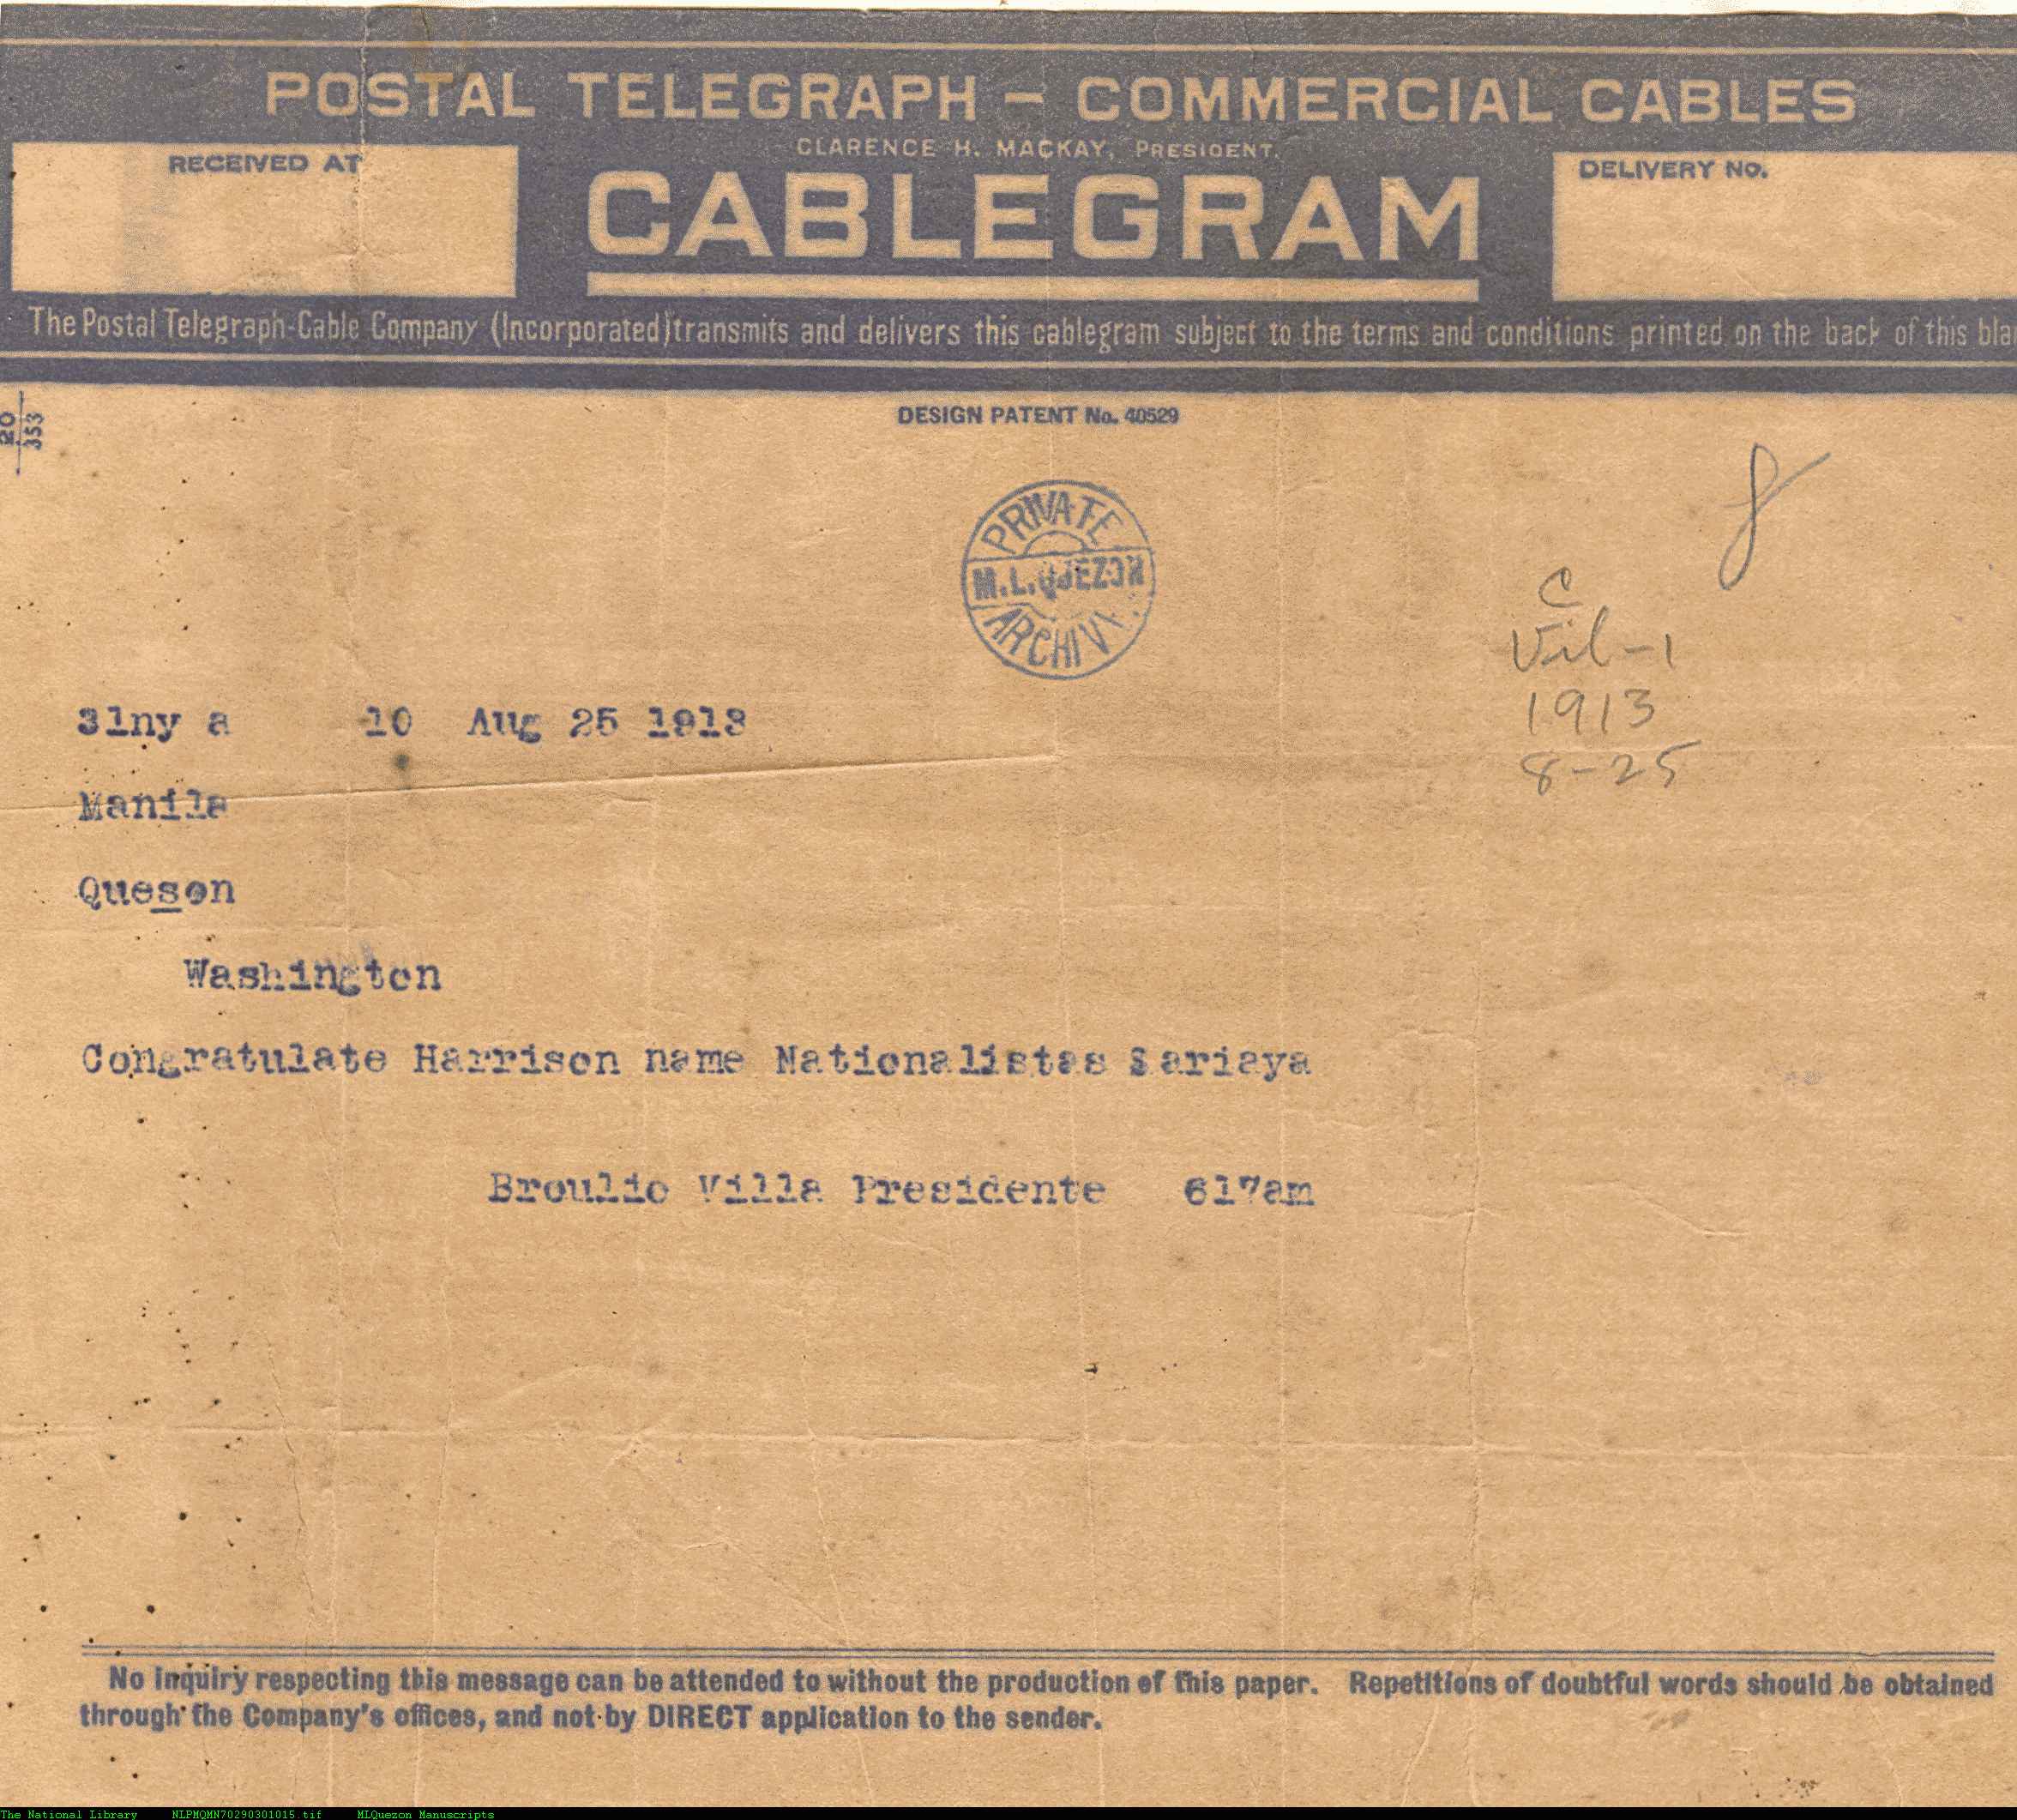 POSTAL TELEGRAPH – COMMERCIAL CABLES
CLARENCE H. MACKAY, PRESIDENT.
RECEIVED AT
CABLEGRAM
DELIVERY No.
The Postal Telegraph-Cable Company (Incorporated) transmits and delivers this cablegram subject to the terms and conditions printed on the back of this bla
20
353
DESIGN PATENT No. 40529
PRIVATE
M.L.QUEZON
ARCHIVE
C
Vil-1
1913
8-25
31ny a 10 Aug 25 1913
Manila
Queson
Washington
Congratulate Harrison name Nationalistas Sariaya
Broulio Villa Presidente 617am
No inquiry respecting this message can be attended to without the production of this paper. Repetitions of doubtful words should be obtained
through the Company's offices, and not by DIRECT application to the sender.
The National Library NLPMQMN70290301015.tif MLQuezon Manuscripts